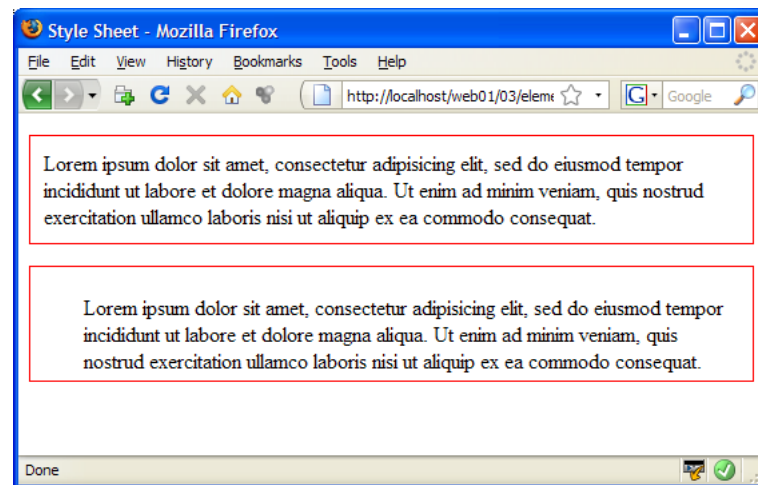 Style Sheet - Mozilla Firefox
File Edit View History Bookmarks Tools Help
http://localhost/web01/03/eleme G Google
Lorem ipsum dolor sit amet, consectetur adipisicing elit, sed do eiusmod tempor
incididunt ut labore et dolore magna aliqua. Ut enim ad minim veniam, quis nostrud
exercitation ullamco laboris nisi ut aliquip ex ea commodo consequat.
Lorem ipsum dolor sit amet, consectetur adipisicing elit, sed do eiusmod tempor
incididunt ut labore et dolore magna aliqua. Ut enim ad minim veniam, quis
nostrud exercitation ullamco laboris nisi ut aliquip ex ea commodo consequat.
Done